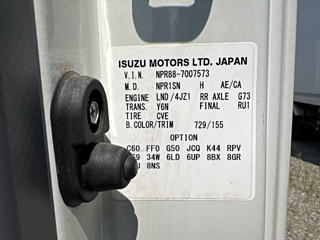 ISUZU MOTORS LTD. JAPAN
V.I.N. NPR88-7007573
M.D. NPR1SN H AE/CA
ENGINE LND/4JZ1 RR AXLE G73
TRANS. Y6N FINAL RU1
TIRE CVE
B.COLOR/TRIM 729/155
OPTION
C60 FF0 G50 JCQ K44 RPV
34W 6LD 6UP 8BX 8GR
8NS